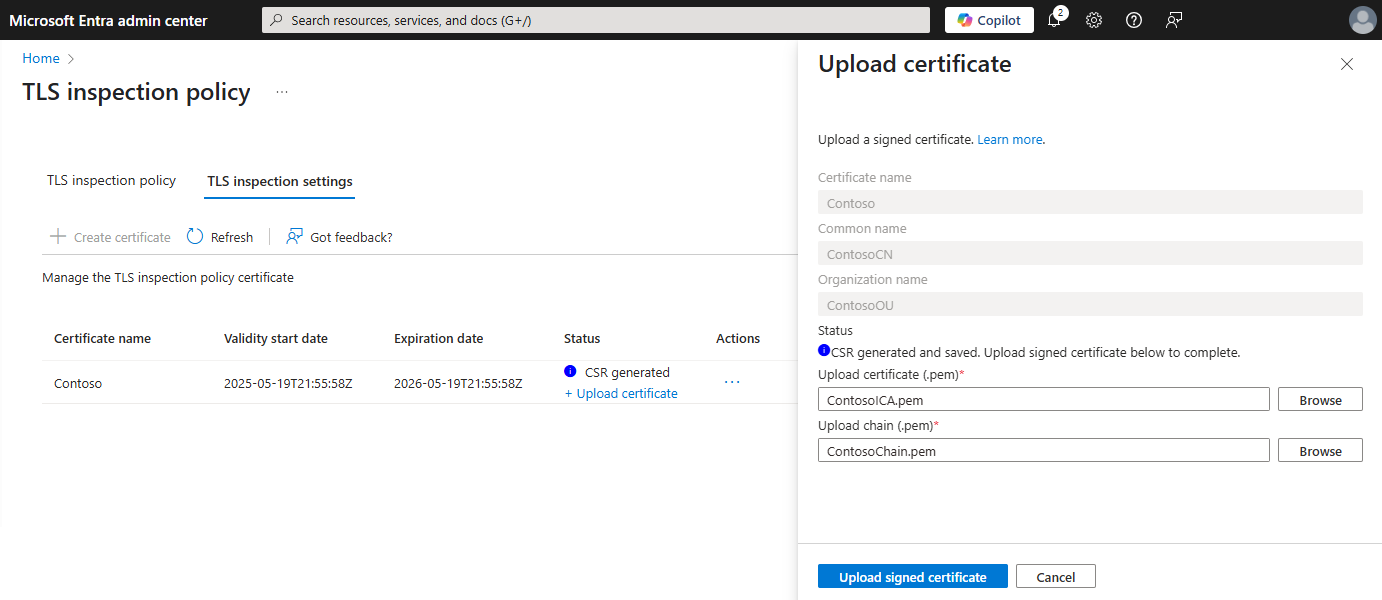 Microsoft Entra admin center
Search resources, services, and docs (G+/)
Copilot
2
Home
TLS inspection policy
...
TLS inspection policy
TLS inspection settings
Create certificate
Refresh
Got feedback?
Manage the TLS inspection policy certificate
Certificate name Validity start date Expiration date Status Actions
Contoso 2025-05-19T21:55:58Z 2026-05-19T21:55:58Z CSR generated ...
+ Upload certificate
Upload certificate
Upload a signed certificate. Learn more.
Certificate name
Contoso
Common name
ContosoCN
Organization name
ContosoOU
Status
CSR generated and saved. Upload signed certificate below to complete.
Upload certificate (.pem)*
ContosoICA.pem
Browse
Upload chain (.pem)*
ContosoChain.pem
Browse
Upload signed certificate
Cancel